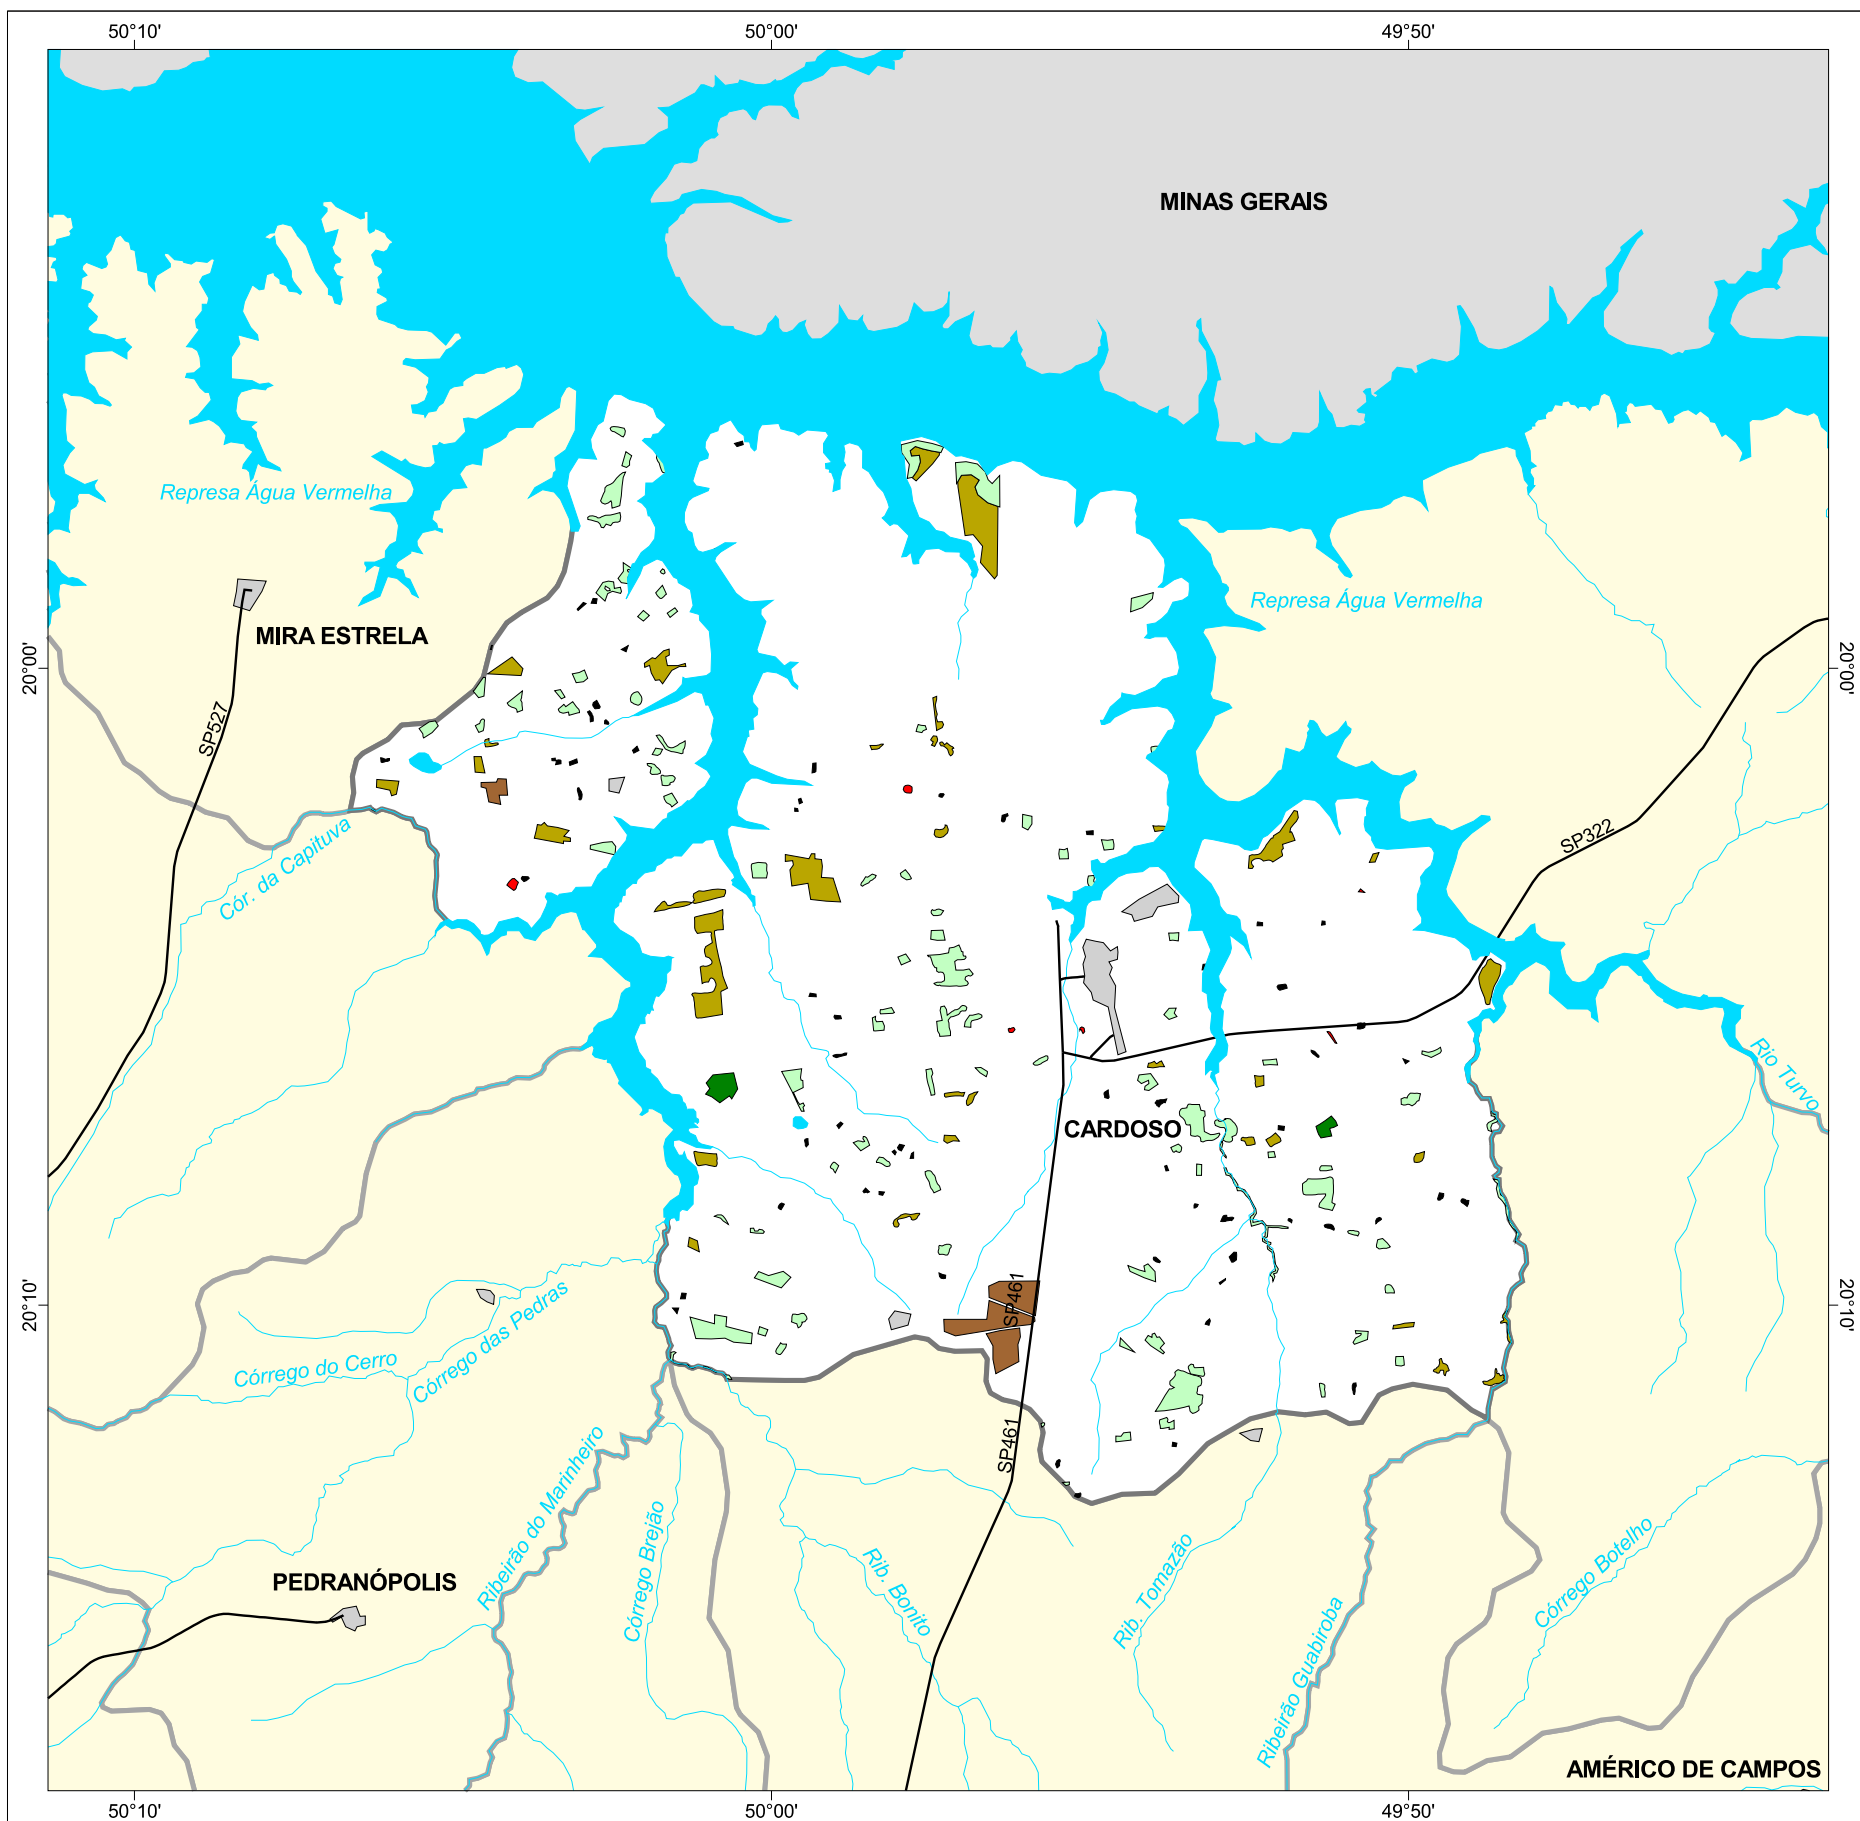 50°10' 50°00' 49°50'
MINAS GERAIS
Represa Água Vermelha
Represa Água Vermelha
MIRA ESTRELA
20°00' 20°00'
SP527
SP322
Cór. da Capituva
Rio Turvo
CARDOSO
SP461
20°10' 20°10'
Córrego das Pedras
Córrego do Cerro
SP461
Ribeirão do Marinheiro
Córrego Brejão
Rib. Bonito
Rib. Tomazão
Córrego Botelho
PEDRANÓPOLIS
Ribeirão Guabiroba
AMÉRICO DE CAMPOS
50°10' 50°00' 49°50'